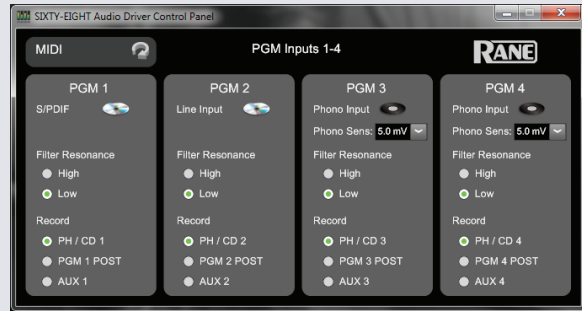 SIXTY-EIGHT Audio Driver Control Panel
MIDI
PGM Inputs 1-4
RANE
PGM 1
S/PDIF
Filter Resonance
High
Low
Record
PH / CD 1
PGM 1 POST
AUX 1
PGM 2
Line Input
Filter Resonance
High
Low
Record
PH / CD 2
PGM 2 POST
AUX 2
PGM 3
Phono Input
Phono Sens: 5.0 mV
Filter Resonance
High
Low
Record
PH / CD 3
PGM 3 POST
AUX 3
PGM 4
Phono Input
Phono Sens: 5.0 mV
Filter Resonance
High
Low
Record
PH / CD 4
PGM 4 POST
AUX 4